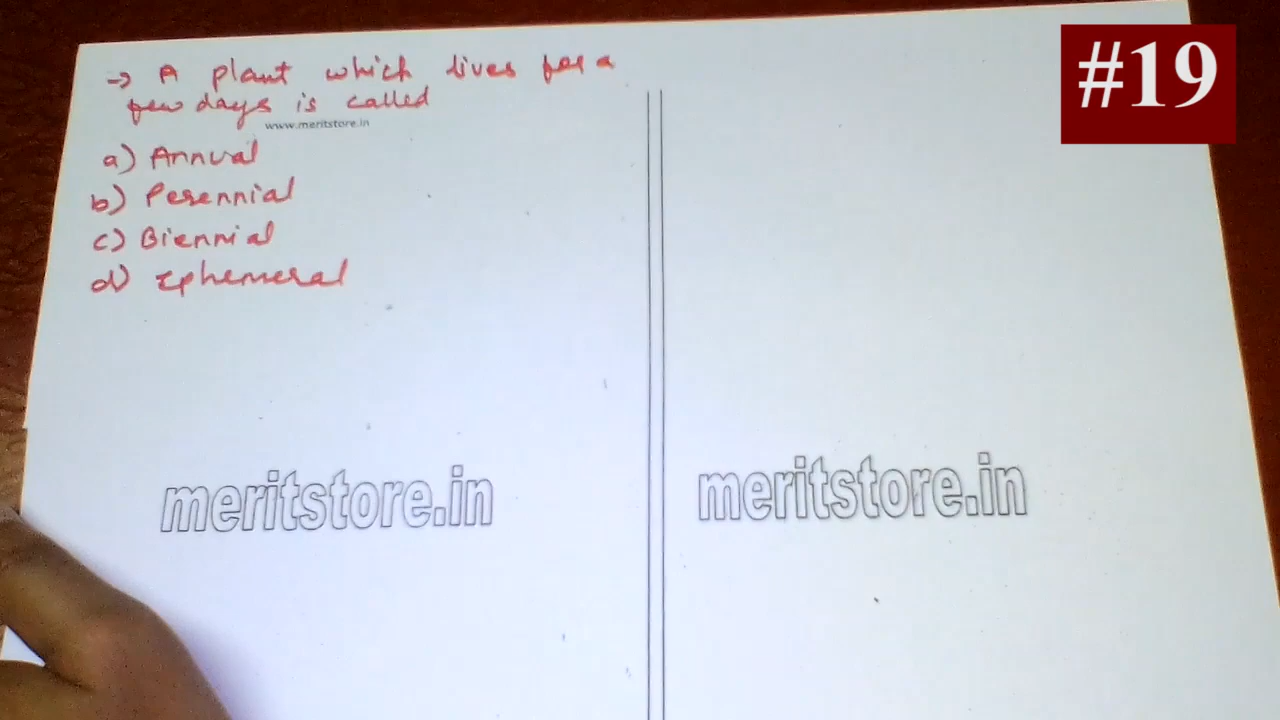 → A plant which lives for a
few days is called
www.meritstore.in
a) Annual
b) Perennial
c) Biennial
d) Ephemeral
meritstore.in
meritstore.in
#19